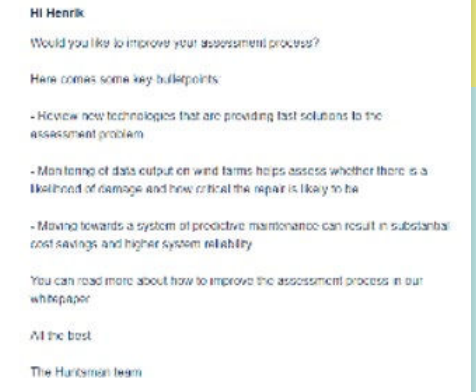 Hi Henrik
Would you like to improve your assessment process?
Here comes some key bulletpoints:
- Review new technologies that are providing fast solutions to the
assessment problem
- Monitoring of data output on wind farms helps assess whether there is a
likelihood of damage and how critical the repair is likely to be
- Moving towards a system of predictive maintenance can result in substantial
cost savings and higher system reliability
You can read more about how to improve the assessment process in our
whitepaper
All the best
The Huntsman team